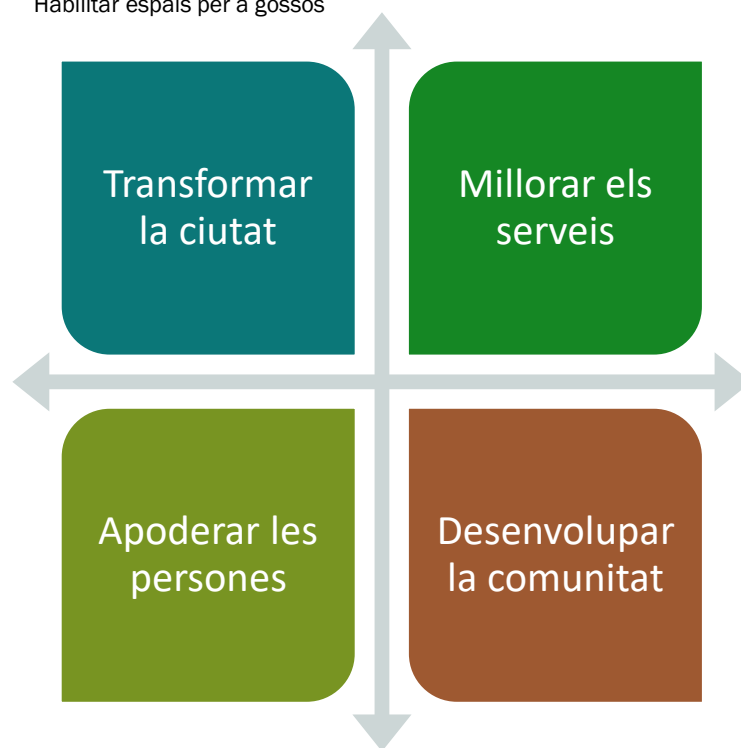 Habilitar espais per a gossos
Transformar
la ciutat
Millorar els
serveis
Apoderar les
persones
Desenvolupar
la comunitat